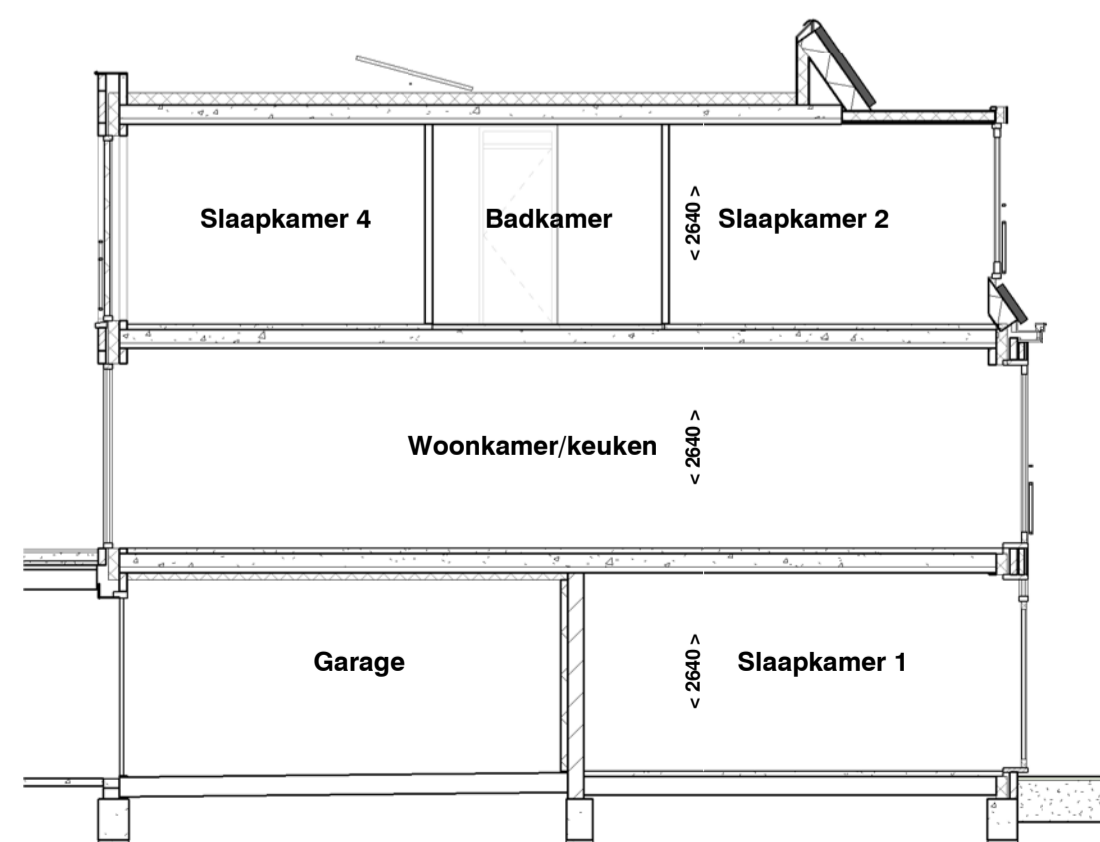 Slaapkamer 4
Badkamer
< 2640 >
Slaapkamer 2
Woonkamer/keuken
< 2640 >
Garage
< 2640 >
Slaapkamer 1